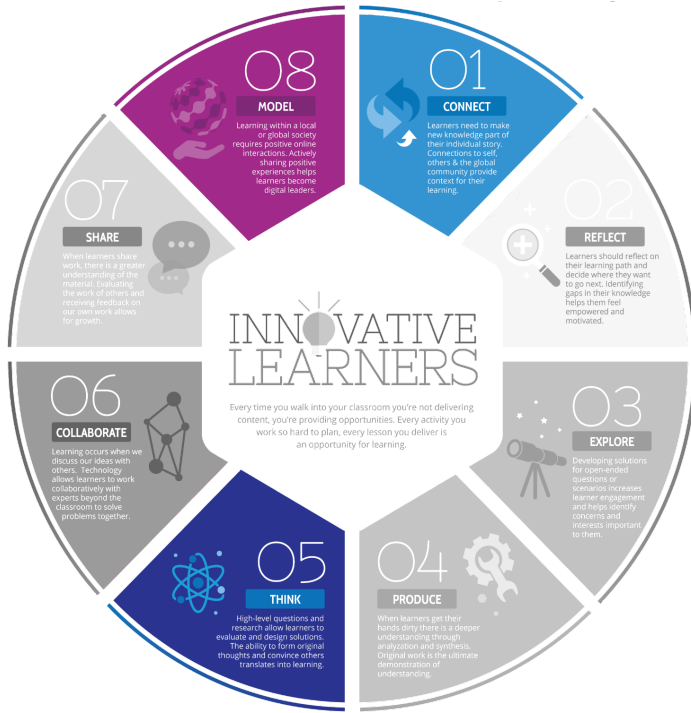 01
CONNECT
Learners need to make
new knowledge part of
their individual story.
Connections to self,
others & the global
community provide
context for their
learning.
02
REFLECT
Learners should reflect on
their learning path and
decide where they want
to go next. Identifying
gaps in their knowledge
helps them feel
empowered and
motivated.
03
EXPLORE
Developing solutions
for open-ended
questions or
scenarios increases
learner engagement
and helps identify
concerns and
interests important
to them.
04
PRODUCE
When learners get their
hands dirty there is a deeper
understanding through
analyzation and synthesis.
Original work is the ultimate
demonstration of
understanding.
05
THINK
High-level questions and
research allow learners to
evaluate and design solutions.
The ability to form original
thoughts and convince others
translates into learning.
06
COLLABORATE
Learning occurs when we
discuss our ideas with
others. Technology
allows learners to work
collaboratively with
experts beyond the
classroom to solve
problems together.
07
SHARE
When learners share
work, there is a greater
understanding of the
material. Evaluating
the work of others and
receiving feedback on
our own work allows
for growth.
08
MODEL
Learning within a local
or global society
requires positive online
interactions. Actively
sharing positive
experiences helps
learners become
digital leaders.
INNOVATIVE
LEARNERS
Every time you walk into your classroom you're not delivering
content, you're providing opportunities. Every activity you
work so hard to plan, every lesson you deliver is
an opportunity for learning.